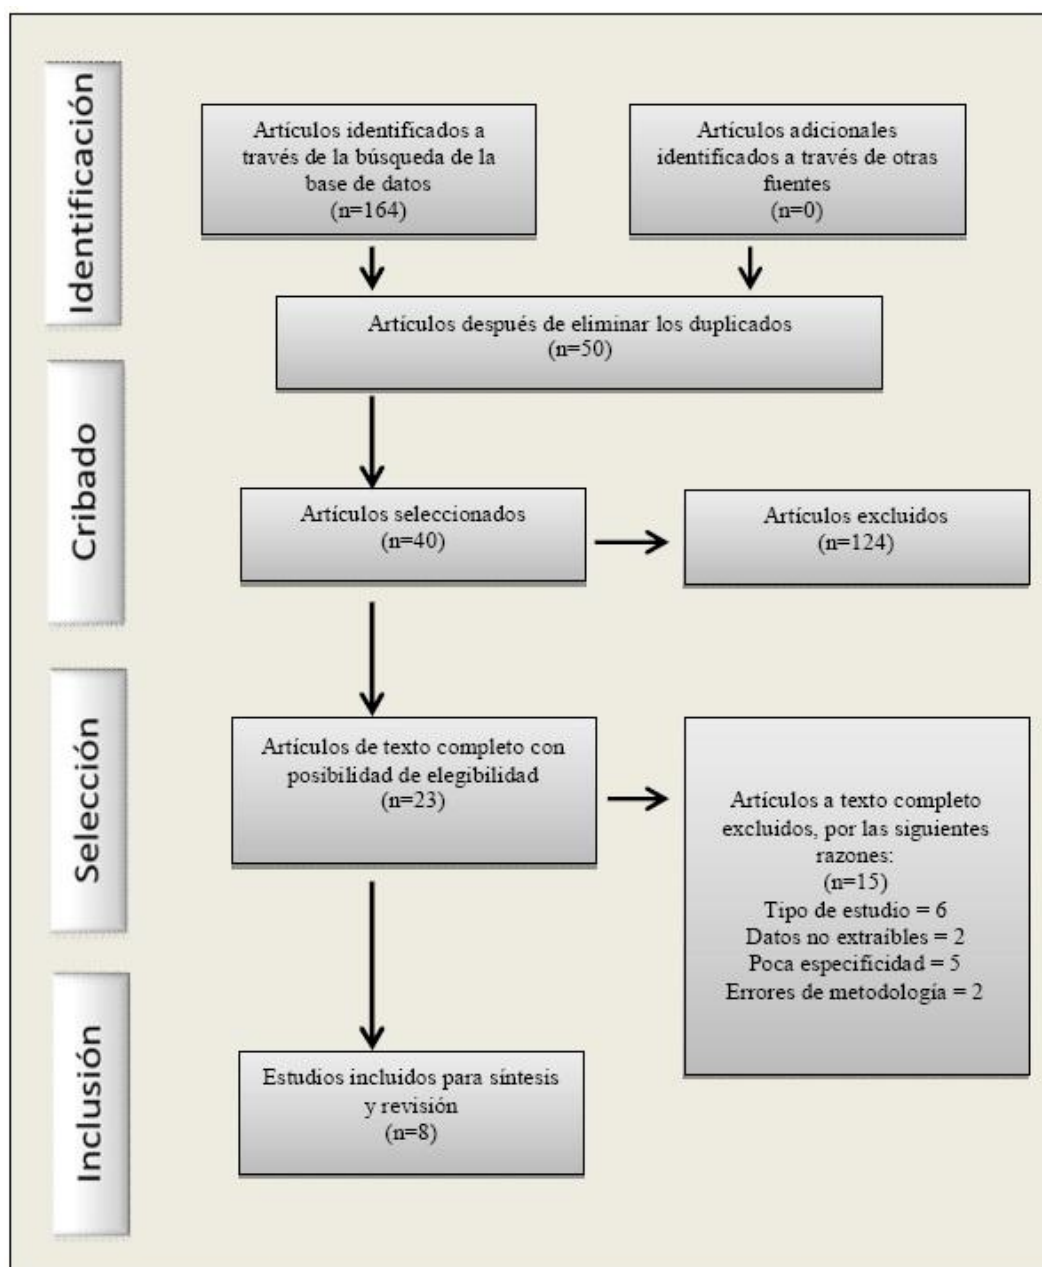 Identificación
Artículos identificados a
través de la búsqueda de la
base de datos
(n=164)
Artículos adicionales
identificados a través de otras
fuentes
(n=0)
Artículos después de eliminar los duplicados
(n=50)
Cribado
Artículos seleccionados
(n=40)
Artículos excluidos
(n=124)
Selección
Artículos de texto completo con
posibilidad de elegibilidad
(n=23)
Artículos a texto completo
excluidos, por las siguientes
razones:
(n=15)
Tipo de estudio = 6
Datos no extraíbles = 2
Poca especificidad = 5
Errores de metodología = 2
Inclusión
Estudios incluidos para síntesis
y revisión
(n=8)